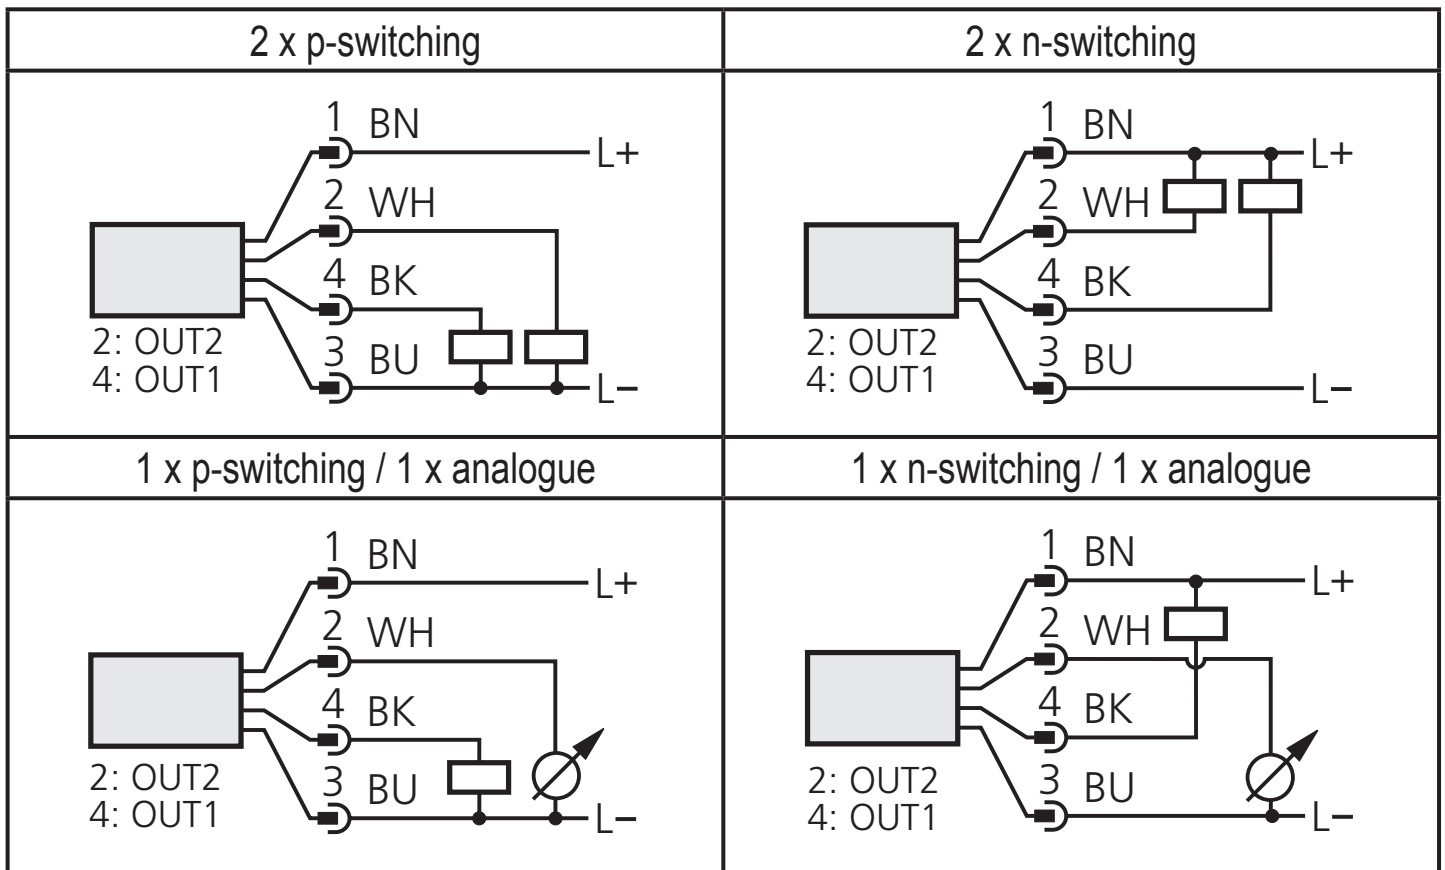 2 x p-switching
2 x n-switching
1 BN
L+
2 WH
4 BK
3 BU
L−
2: OUT2
4: OUT1
1 BN
L+
2 WH
4 BK
3 BU
L−
2: OUT2
4: OUT1
1 x p-switching / 1 x analogue
1 x n-switching / 1 x analogue
1 BN
L+
2 WH
4 BK
3 BU
L−
2: OUT2
4: OUT1
1 BN
L+
2 WH
4 BK
3 BU
L−
2: OUT2
4: OUT1